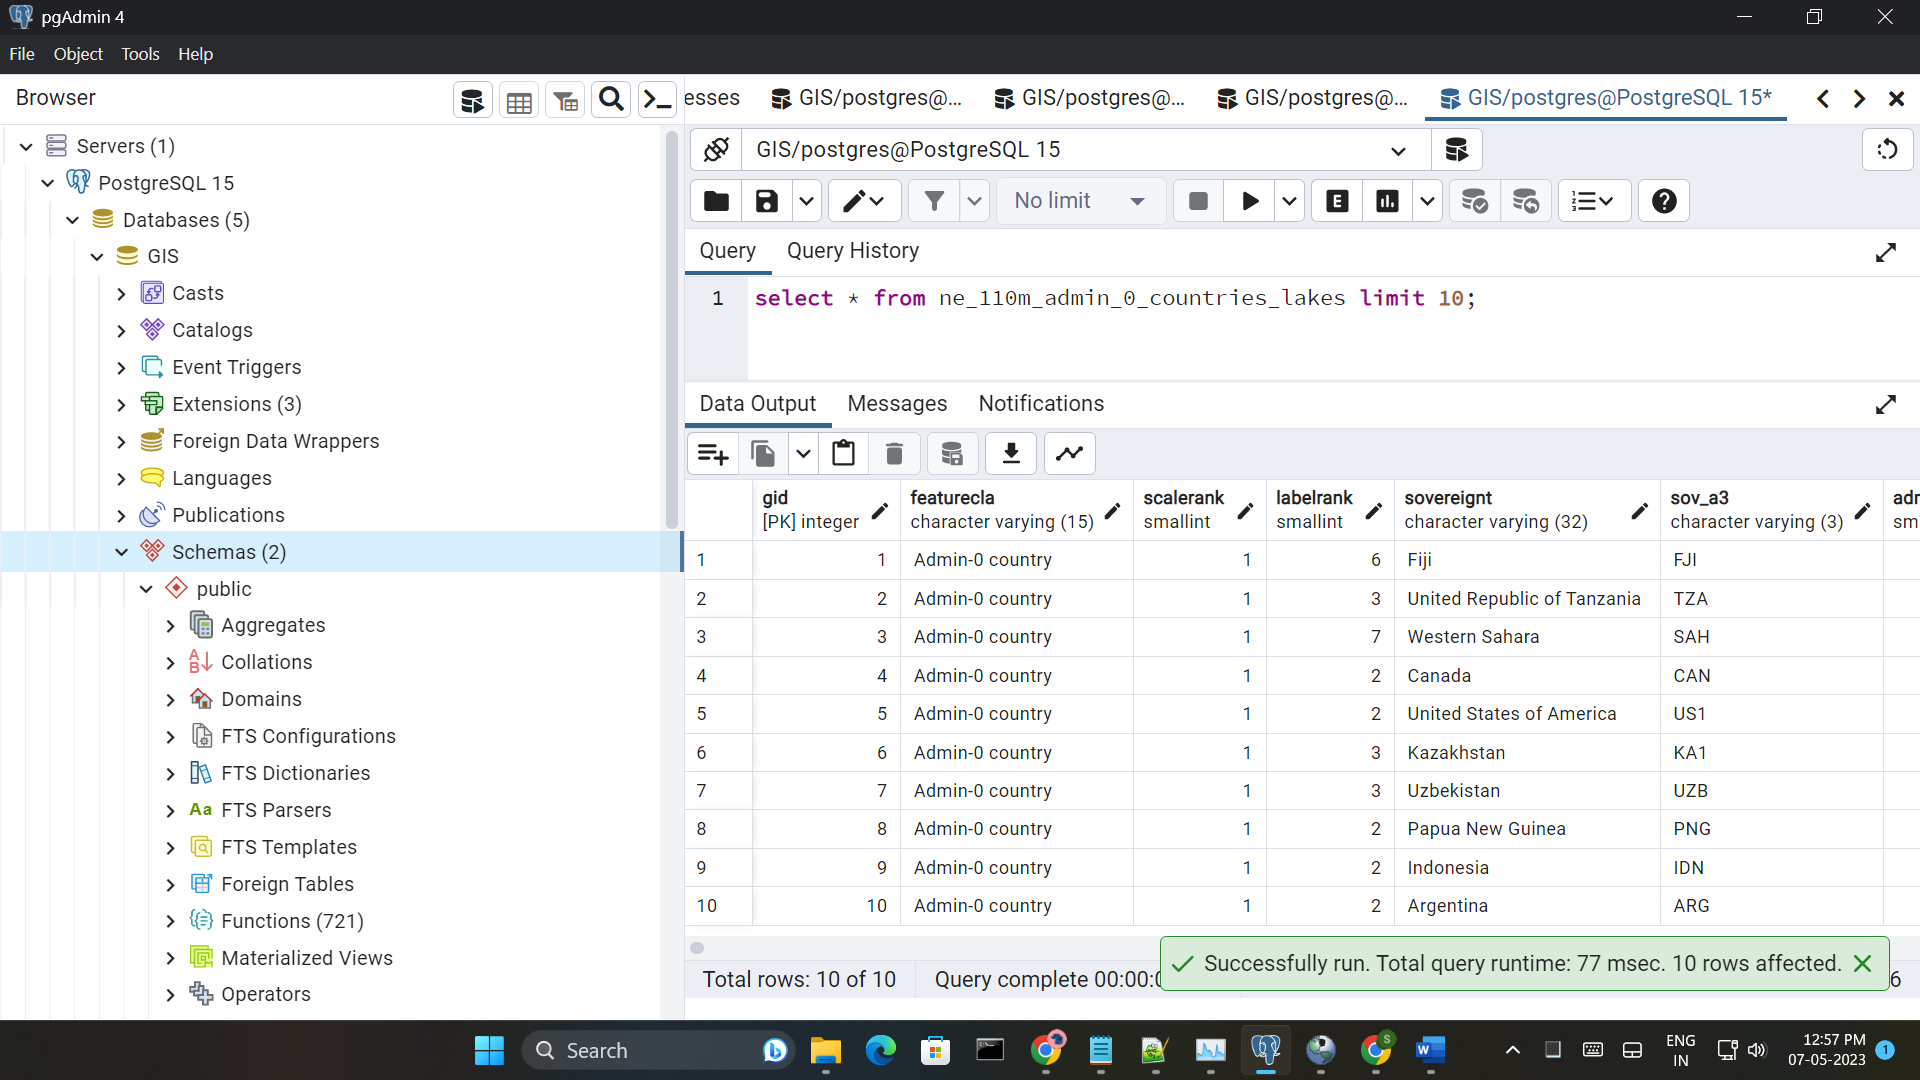 pgAdmin 4
File Object Tools Help
Browser
esses GIS/postgres@... GIS/postgres@... GIS/postgres@... GIS/postgres@PostgreSQL 15*
Servers (1)
PostgreSQL 15
Databases (5)
GIS
Casts
Catalogs
Event Triggers
Extensions (3)
Foreign Data Wrappers
Languages
Publications
Schemas (2)
public
Aggregates
Collations
Domains
FTS Configurations
FTS Dictionaries
Aa FTS Parsers
FTS Templates
Foreign Tables
Functions (721)
Materialized Views
Operators
GIS/postgres@PostgreSQL 15
No limit E
Query Query History
1 select * from ne_110m_admin_0_countries_lakes limit 10;
Data Output Messages Notifications
gid featurecla scalerank labelrank sovereignt sov_a3 adr
[PK] integer character varying (15) smallint smallint character varying (32) character varying (3) sm
1 1 Admin-0 country 1 6 Fiji FJI
2 2 Admin-0 country 1 3 United Republic of Tanzania TZA
3 3 Admin-0 country 1 7 Western Sahara SAH
4 4 Admin-0 country 1 2 Canada CAN
5 5 Admin-0 country 1 2 United States of America US1
6 6 Admin-0 country 1 3 Kazakhstan KA1
7 7 Admin-0 country 1 3 Uzbekistan UZB
8 8 Admin-0 country 1 2 Papua New Guinea PNG
9 9 Admin-0 country 1 2 Indonesia IDN
10 10 Admin-0 country 1 2 Argentina ARG
Total rows: 10 of 10 Query complete 00:00:0
Successfully run. Total query runtime: 77 msec. 10 rows affected.
6
Search
ENG
IN
12:57 PM
07-05-2023
1